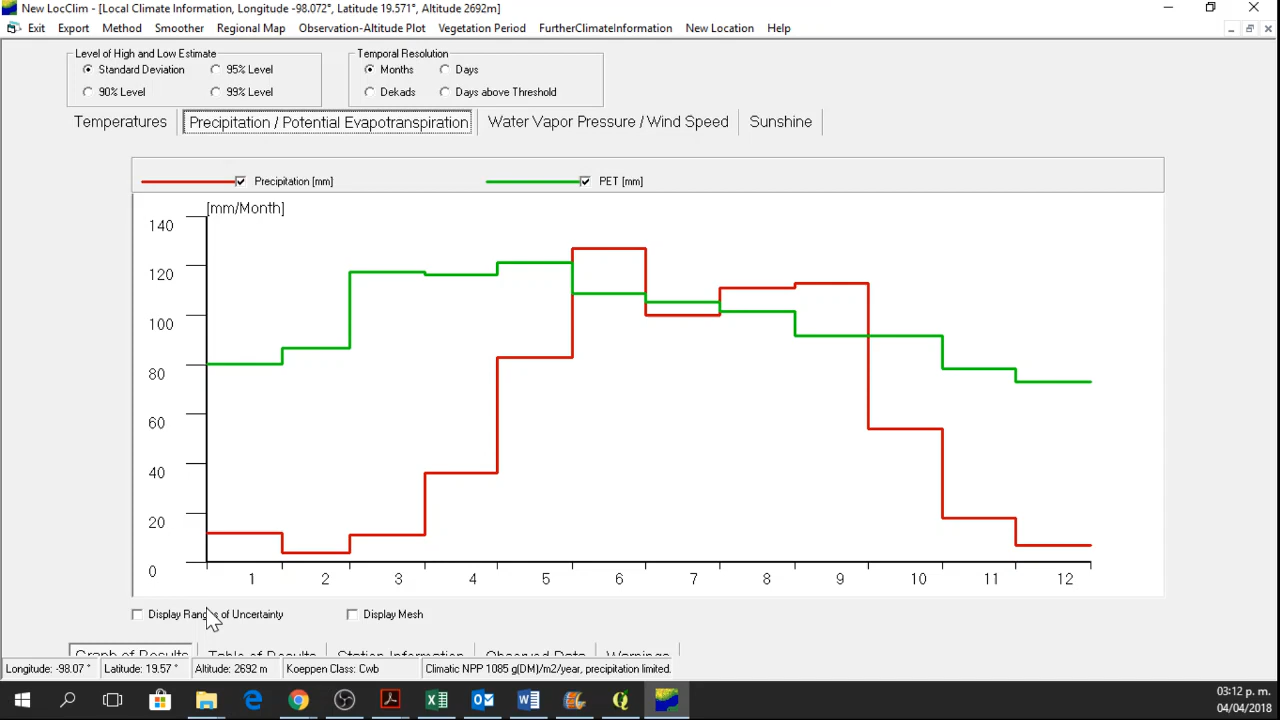 New LocClim - [Local Climate Information, Longitude -98.072°, Latitude 19.571°, Altitude 2692m]
Exit Export Method Smoother Regional Map Observation-Altitude Plot Vegetation Period FurtherClimateInformation New Location Help
Level of High and Low Estimate Temporal Resolution
Standard Deviation 95% Level Months Days
90% Level 99% Level Dekads Days above Threshold
Temperatures Precipitation / Potential Evapotranspiration Water Vapor Pressure / Wind Speed Sunshine
Precipitation [mm] PET [mm]
[mm/Month]
140
120
100
80
60
40
20
0
1 2 3 4 5 6 7 8 9 10 11 12
Display Ranges of Uncertainty Display Mesh
Graph of Results Table of Results Station Information Observed Data Warnings
Longitude: -98.07 ° Latitude: 19.57 ° Altitude: 2692 m Koeppen Class: Cwb Climatic NPP 1085 g(DM)/m2/year, precipitation limited.
03:12 p. m.
04/04/2018